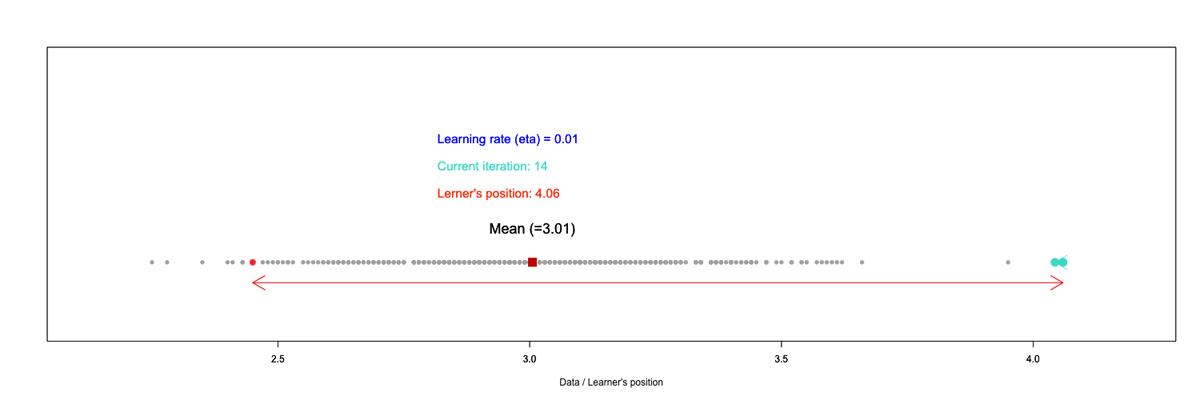 Learning rate (eta) = 0.01
Current iteration: 14
Lerner's position: 4.06
Mean (=3.01)
2.5 3.0 3.5 4.0
Data / Learner's position